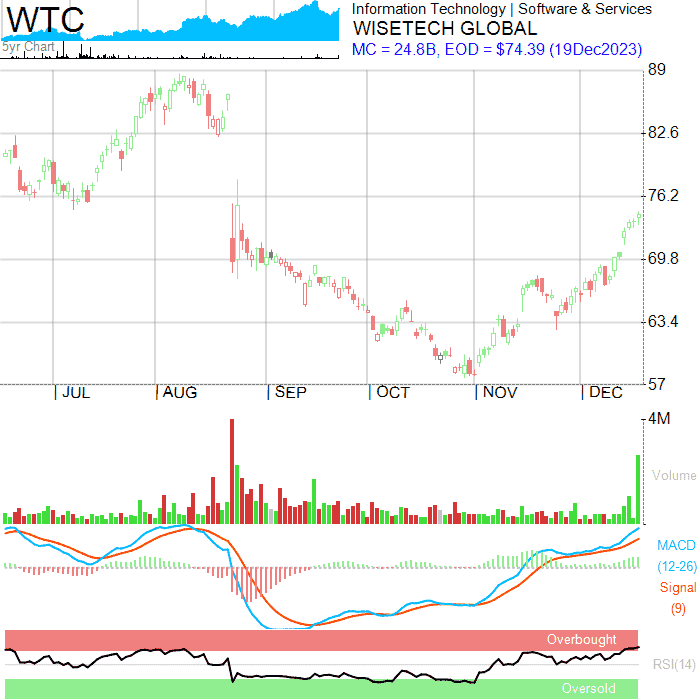 WTC
5yr Chart
Information Technology | Software & Services
WISETECH GLOBAL
MC = 24.8B, EOD = $74.39 (19Dec2023)
89
82.6
76.2
69.8
63.4
57
JUL AUG SEP OCT NOV DEC
4M
Volume
MACD
(12-26)
Signal
(9)
Overbought
RSI(14)
Oversold